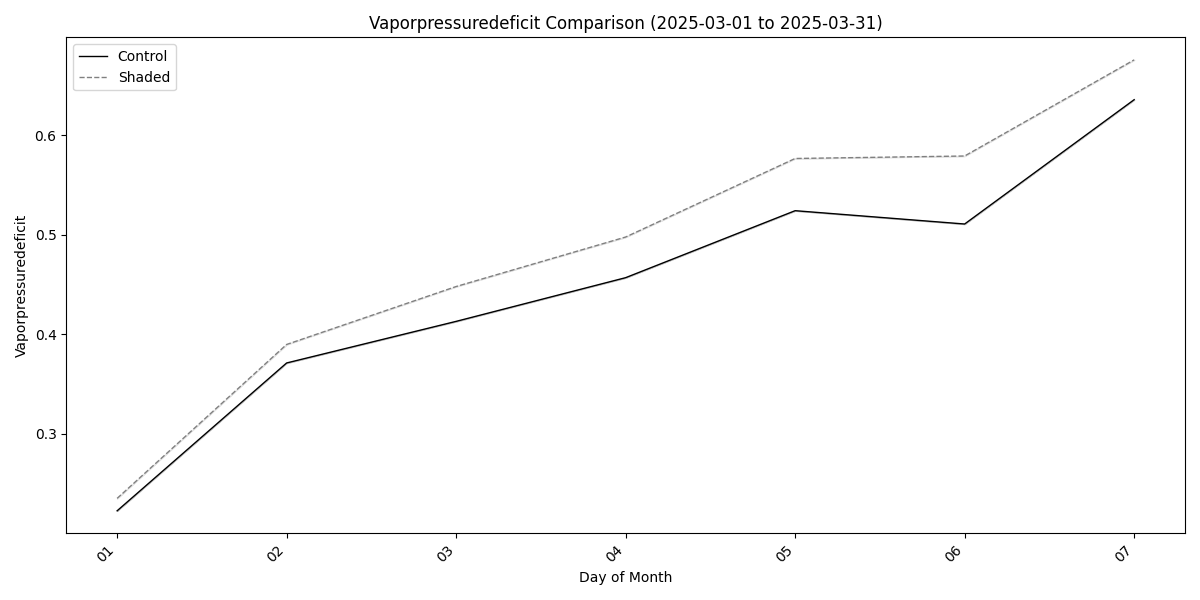 Vaporpressuredeficit Comparison (2025-03-01 to 2025-03-31)
Control
Shaded
Vaporpressuredeficit
0.6
0.5
0.4
0.3
01 02 03 04 05 06 07
Day of Month